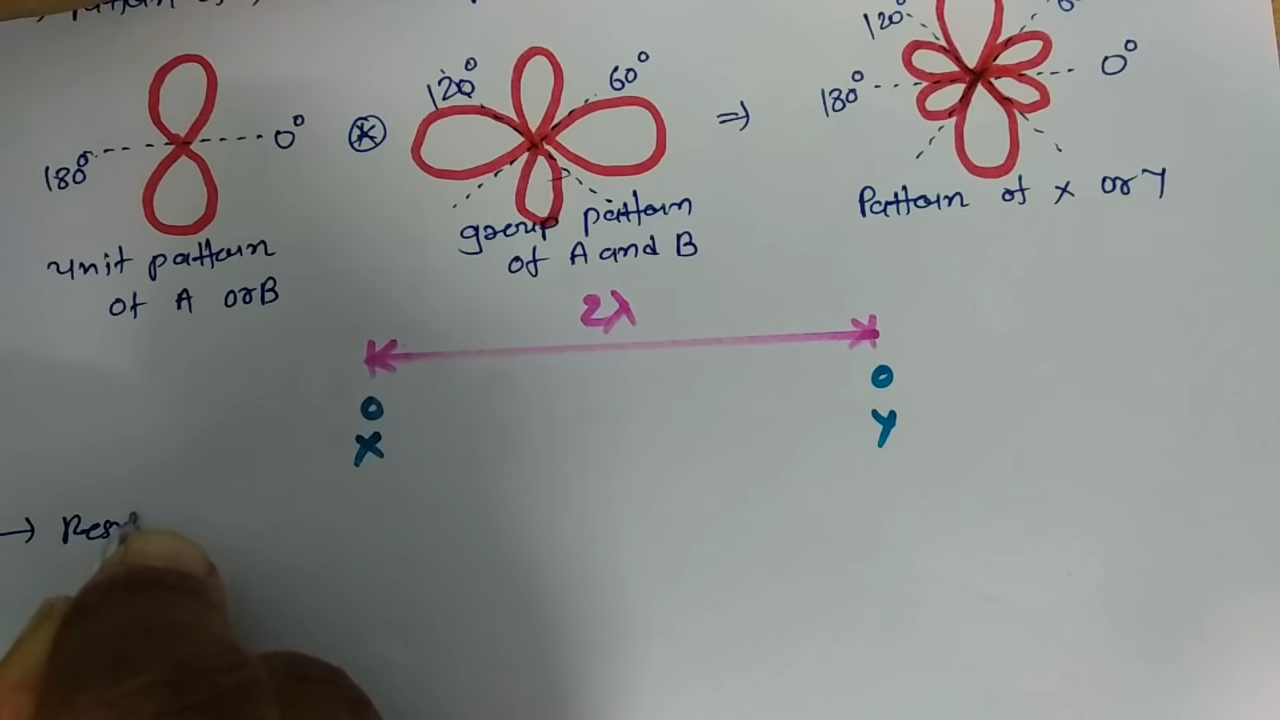 120° 0°
180° 0° 120° 60° ⇒ 180° 0°
unit pattern
of A or B
group pattern
of A and B
Pattern of X or Y
2λ
X Y
→ Res